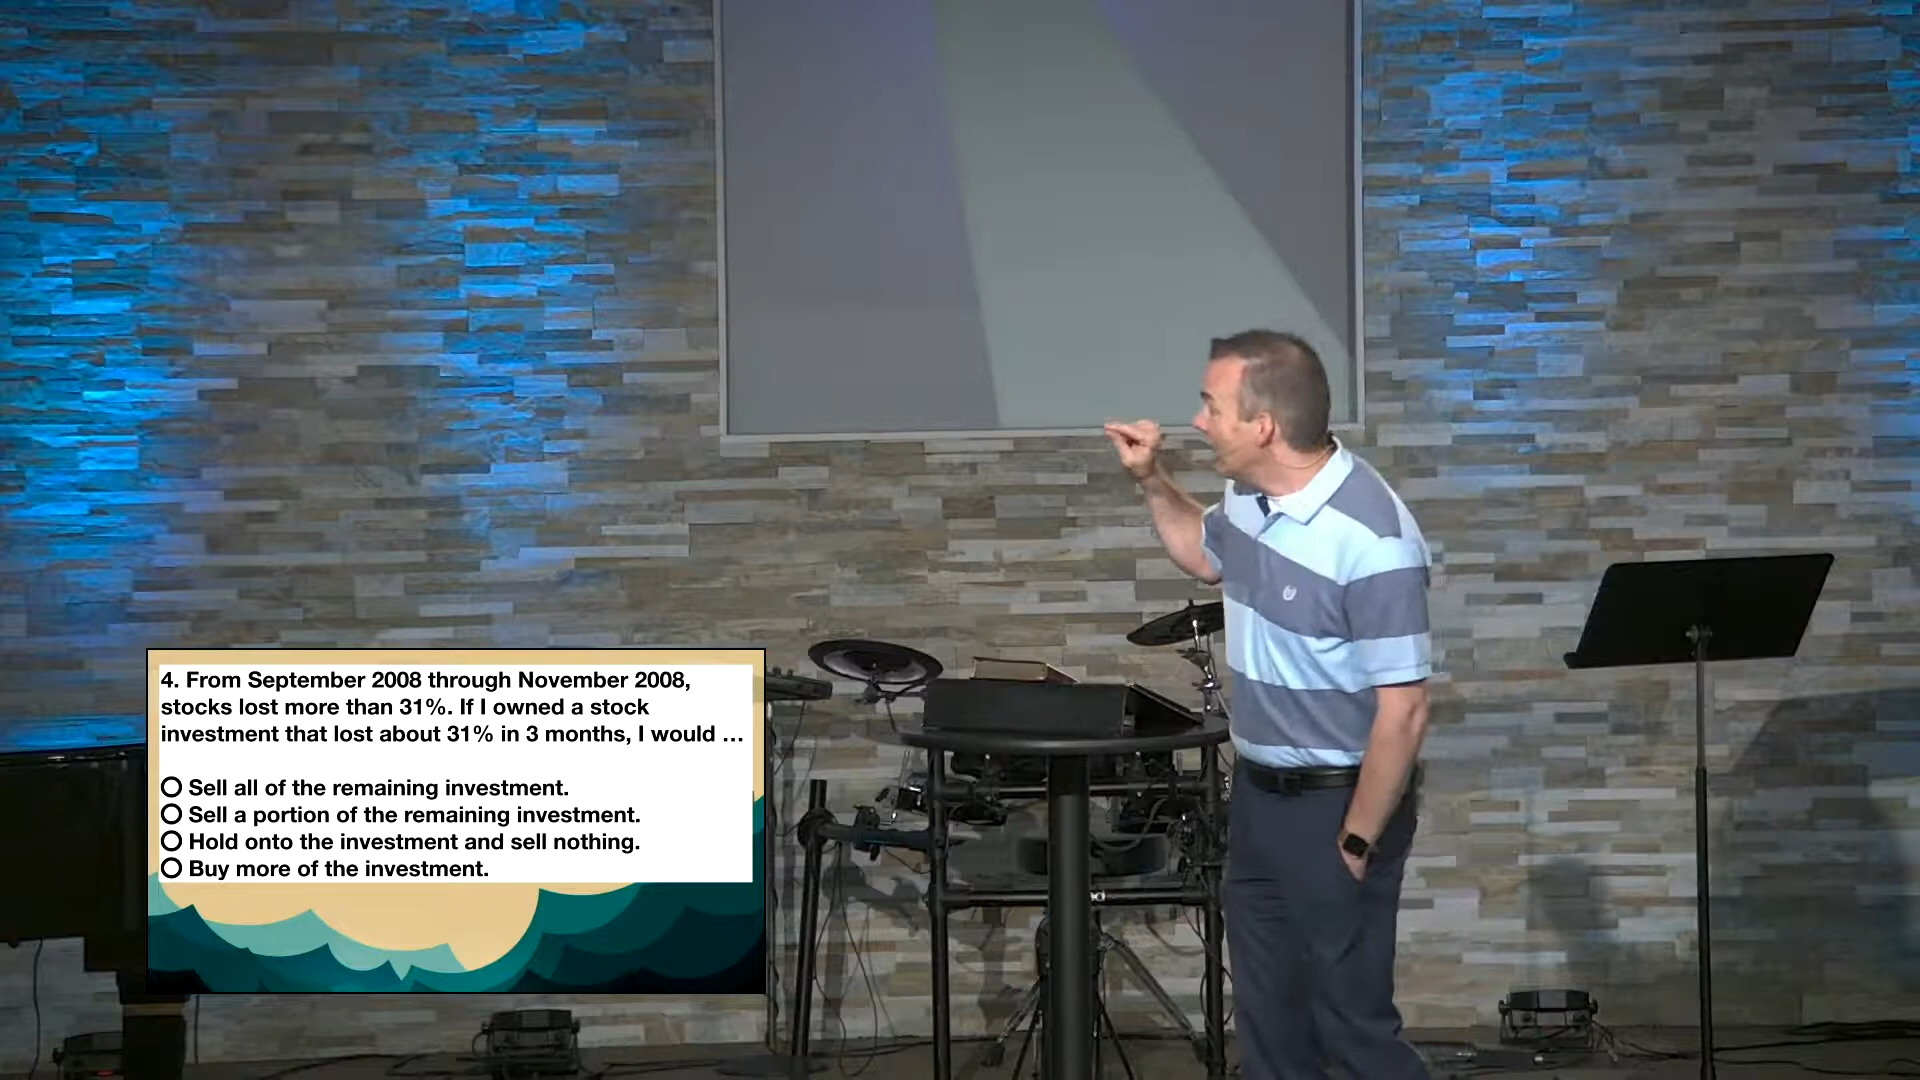 4. From September 2008 through November 2008,
stocks lost more than 31%. If I owned a stock
investment that lost about 31% in 3 months, I would …
Sell all of the remaining investment.
Sell a portion of the remaining investment.
Hold onto the investment and sell nothing.
Buy more of the investment.